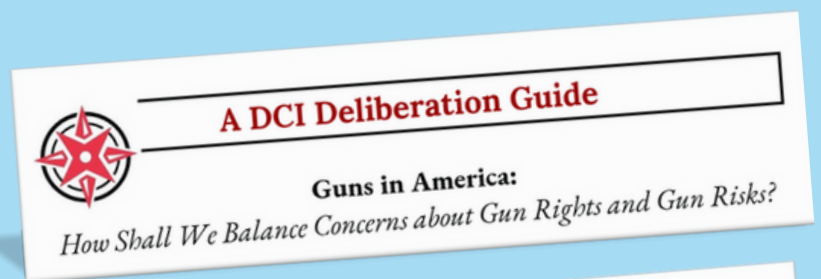 A DCI Deliberation Guide
Guns in America:
How Shall We Balance Concerns about Gun Rights and Gun Risks?